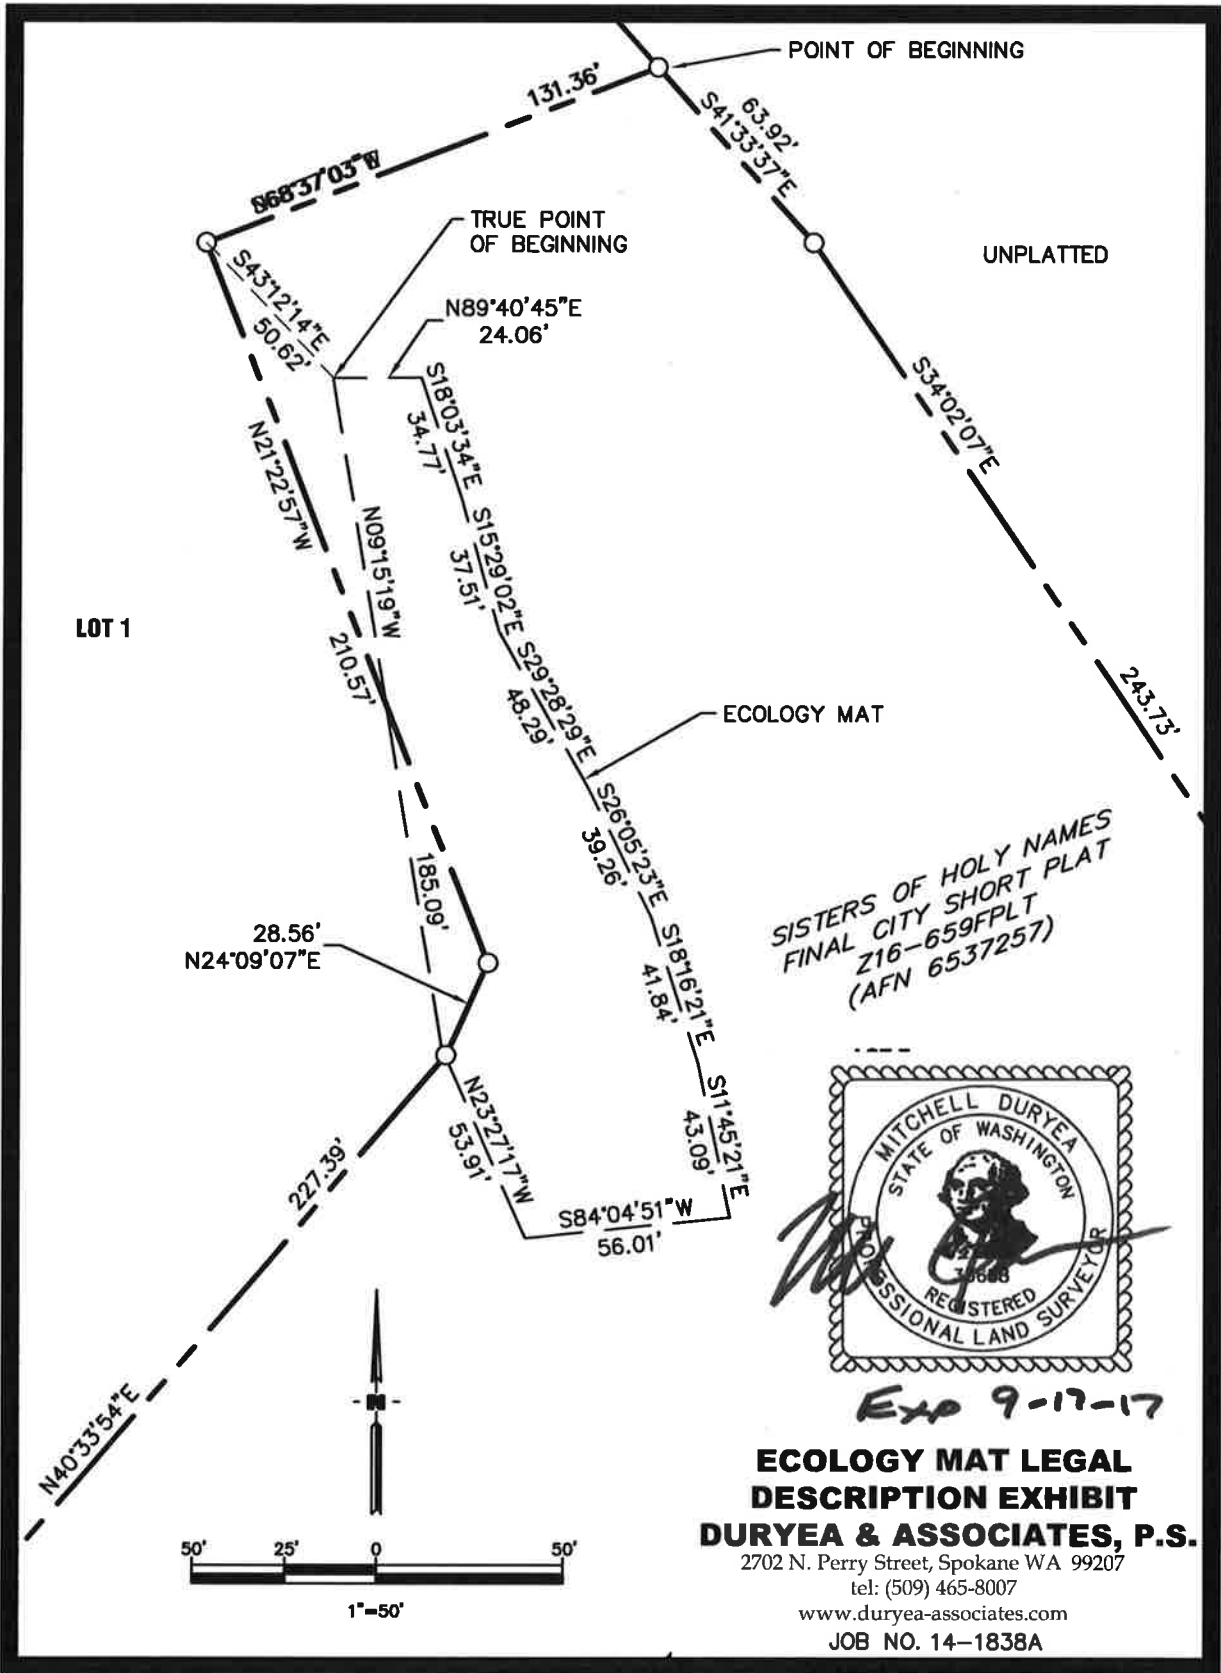 POINT OF BEGINNING
131.36'
63.92'
S41°33'37"E
TRUE POINT
OF BEGINNING
UNPLATTED
S43°12'14"E
50.62'
N89°40'45"E
24.06'
S18°03'34"E
34.77'
S34°02'07"E
N21°22'57"W
210.57'
N09°15'19"W
185.09'
S15°29'02"E
37.51'
LOT 1
S29°28'29"E
48.29'
ECOLOGY MAT
243.73'
S26°05'23"E
39.26'
SISTERS OF HOLY NAMES
FINAL CITY SHORT PLAT
Z16-659FPLT
(AFN 6537257)
28.56'
N24°09'07"E
S18°16'21"E
41.84'
S11°45'21"E
43.09'
N23°27'17"W
53.91'
S84°04'51"W
56.01'
227.39'
N40°33'54"E
MITCHELL DURYEA
STATE OF WASHINGTON
REGISTERED
PROFESSIONAL LAND SURVEYOR
Exp 9-17-17
N
50' 25' 0 50'
1"=50'
ECOLOGY MAT LEGAL
DESCRIPTION EXHIBIT
DURYEA & ASSOCIATES, P.S.
2702 N. Perry Street, Spokane WA 99207
tel: (509) 465-8007
www.duryea-associates.com
JOB NO. 14-1838A